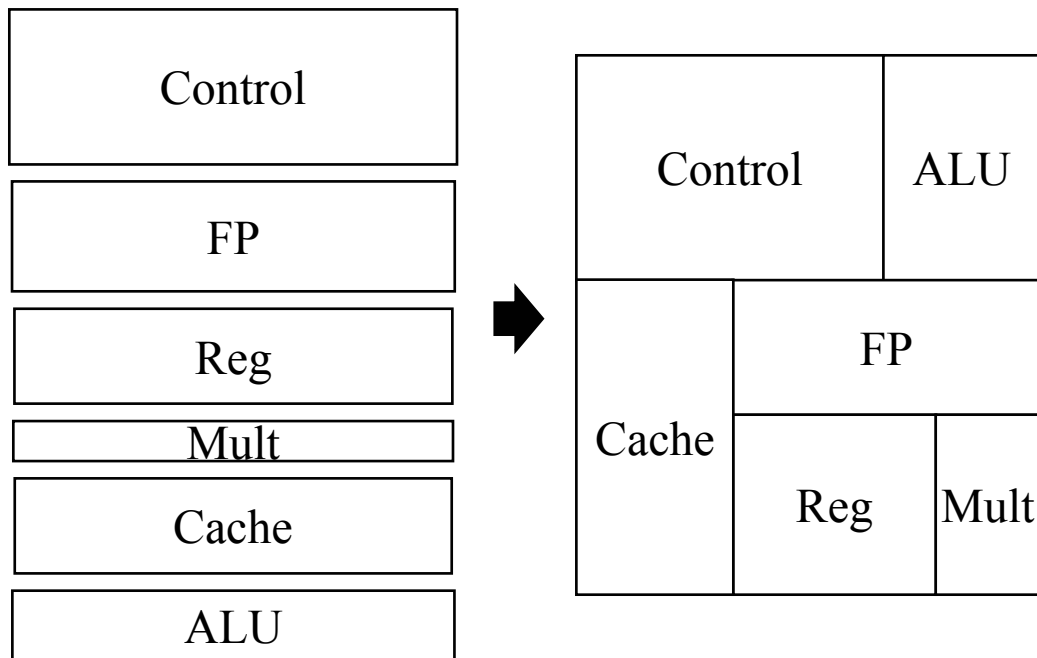 Control
FP
Reg
Mult
Cache
ALU
Control
ALU
FP
Cache
Reg
Mult